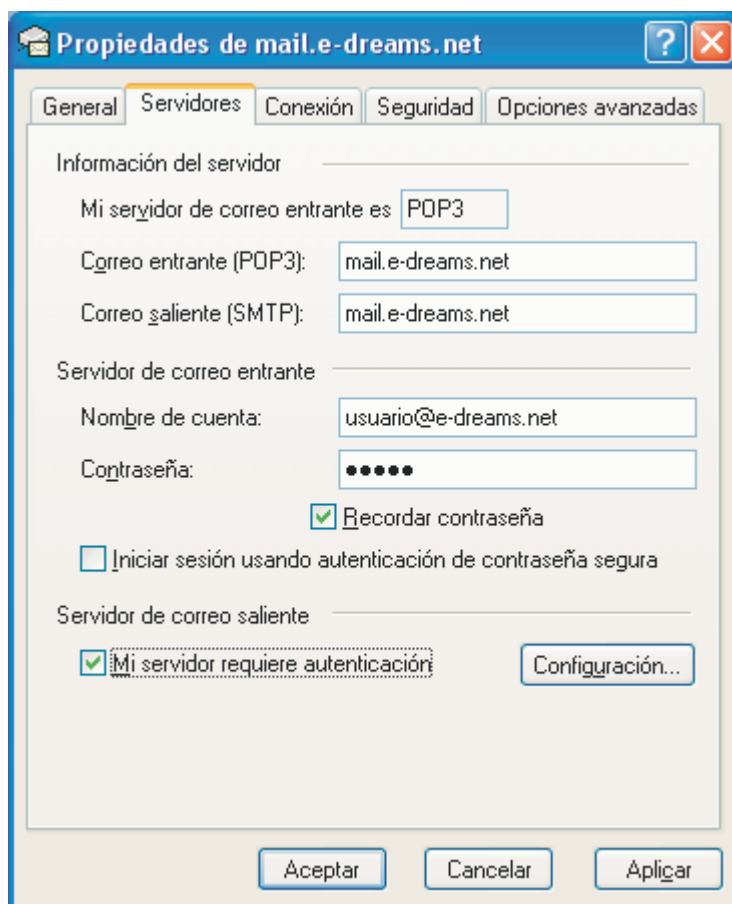 Propiedades de mail.e-dreams.net
General Servidores Conexión Seguridad Opciones avanzadas
Información del servidor
Mi servidor de correo entrante es POP3
Correo entrante (POP3): mail.e-dreams.net
Correo saliente (SMTP): mail.e-dreams.net
Servidor de correo entrante
Nombre de cuenta: usuario@e-dreams.net
Contraseña: •••••
Recordar contraseña
Iniciar sesión usando autenticación de contraseña segura
Servidor de correo saliente
Mi servidor requiere autenticación Configuración...
Aceptar Cancelar Aplicar